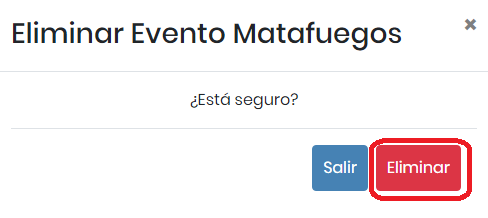 Eliminar Evento Matafuegos
×
¿Está seguro?
Salir
Eliminar